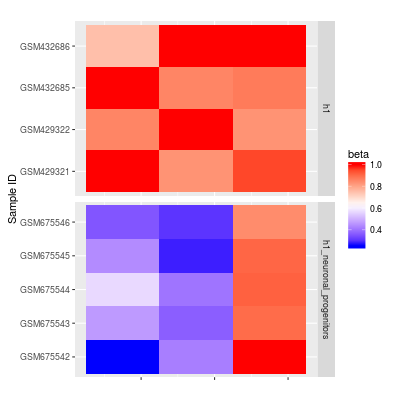 Sample ID
GSM432686
GSM432685
GSM429322
GSM429321
h1
GSM675546
GSM675545
GSM675544
GSM675543
GSM675542
h1_neuronal_progenitors
beta
1.0
0.8
0.6
0.4